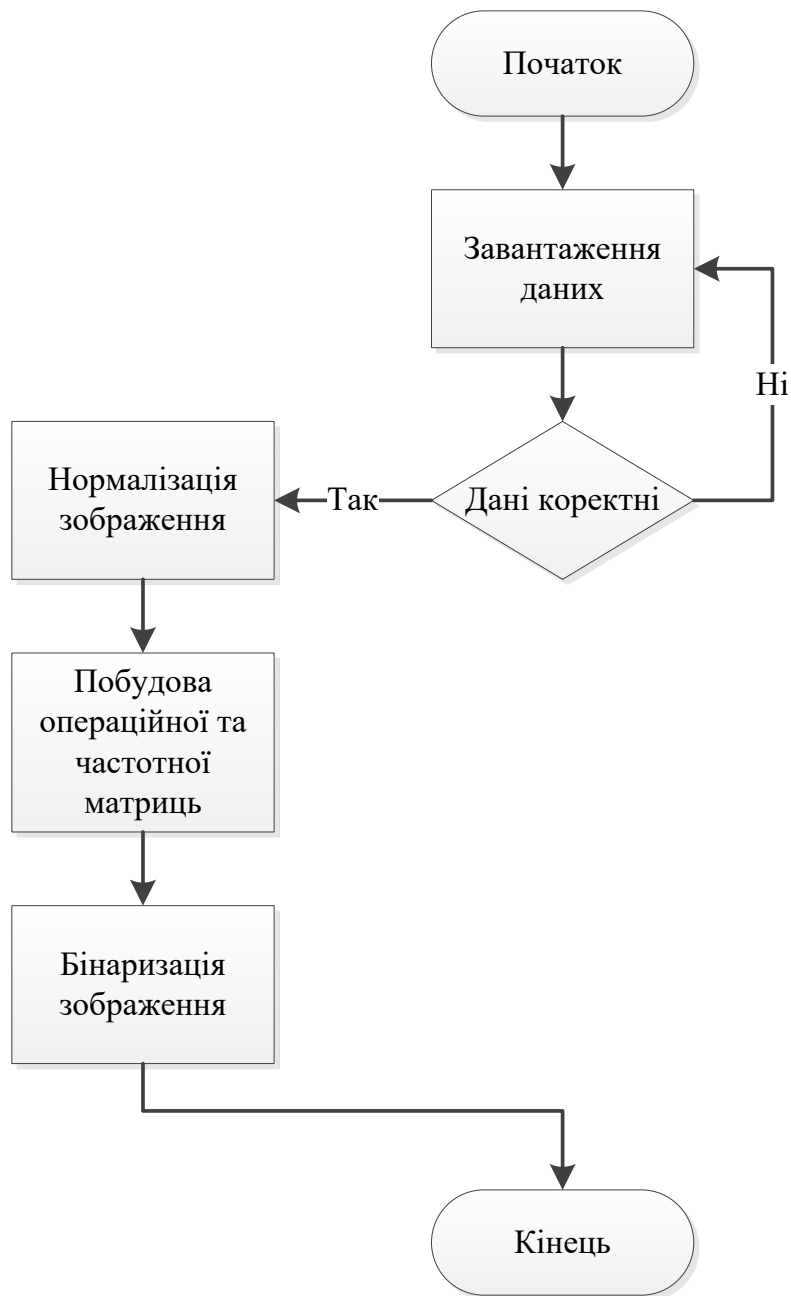 Початок
Завантаження
даних
Ні
Дані коректні
Так
Нормалізація
зображення
Побудова
операційної та
частотної
матриць
Бінаризація
зображення
Кінець